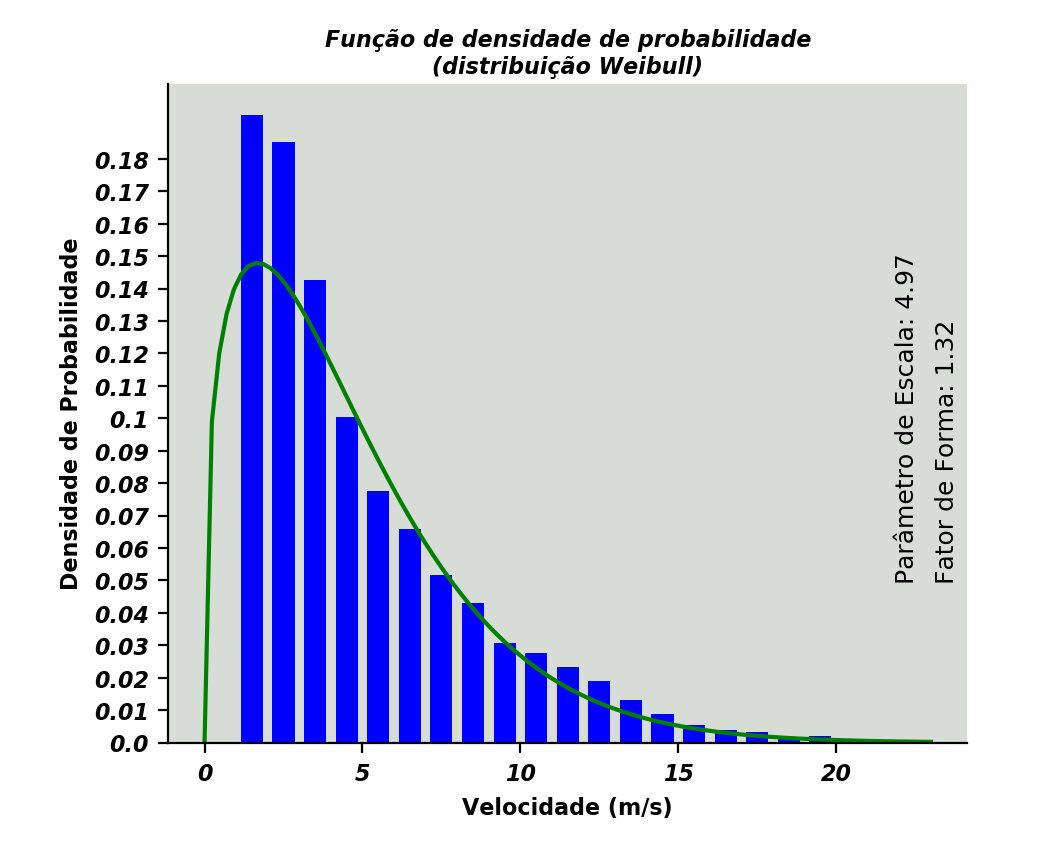 Função de densidade de probabilidade
(distribuição Weibull)
Densidade de Probabilidade
0.18
0.17
0.16
0.15
0.14
0.13
0.12
0.11
0.1
0.09
0.08
0.07
0.06
0.05
0.04
0.03
0.02
0.01
0.0
Parâmetro de Escala: 4.97
Fator de Forma: 1.32
0 5 10 15 20
Velocidade (m/s)